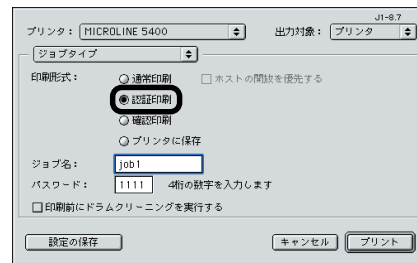 J1-8.7
プリンタ： MICROLINE 5400 出力対象： プリンタ
ジョブタイプ
印刷形式： 通常印刷 ホストの開放を優先する
認証印刷
確認印刷
プリンタに保存
ジョブ名： job1
パスワード： 1111 4桁の数字を入力します
印刷前にドラムクリーニングを実行する
設定の保存 キャンセル プリント